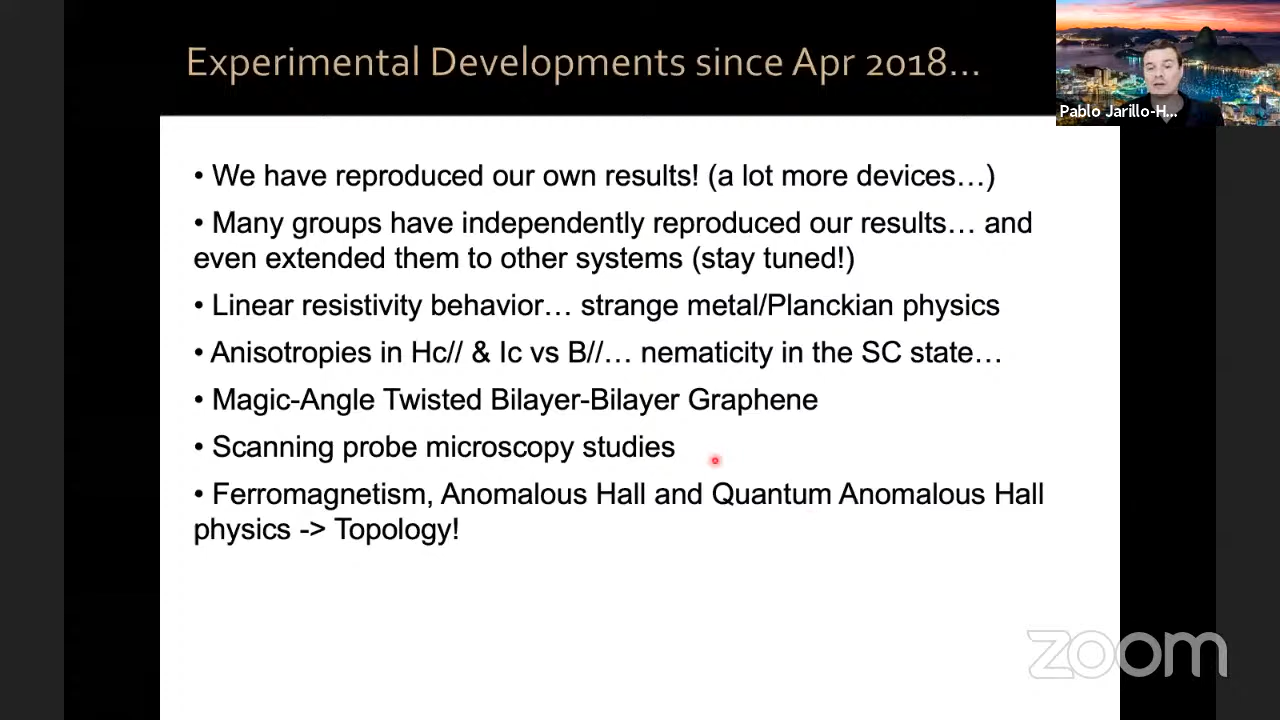 Experimental Developments since Apr 2018...
Pablo Jarillo-H...
• We have reproduced our own results! (a lot more devices…)
• Many groups have independently reproduced our results… and
even extended them to other systems (stay tuned!)
• Linear resistivity behavior… strange metal/Planckian physics
• Anisotropies in Hc// & Ic vs B//… nematicity in the SC state…
• Magic-Angle Twisted Bilayer-Bilayer Graphene
• Scanning probe microscopy studies
• Ferromagnetism, Anomalous Hall and Quantum Anomalous Hall
physics -> Topology!
zoom